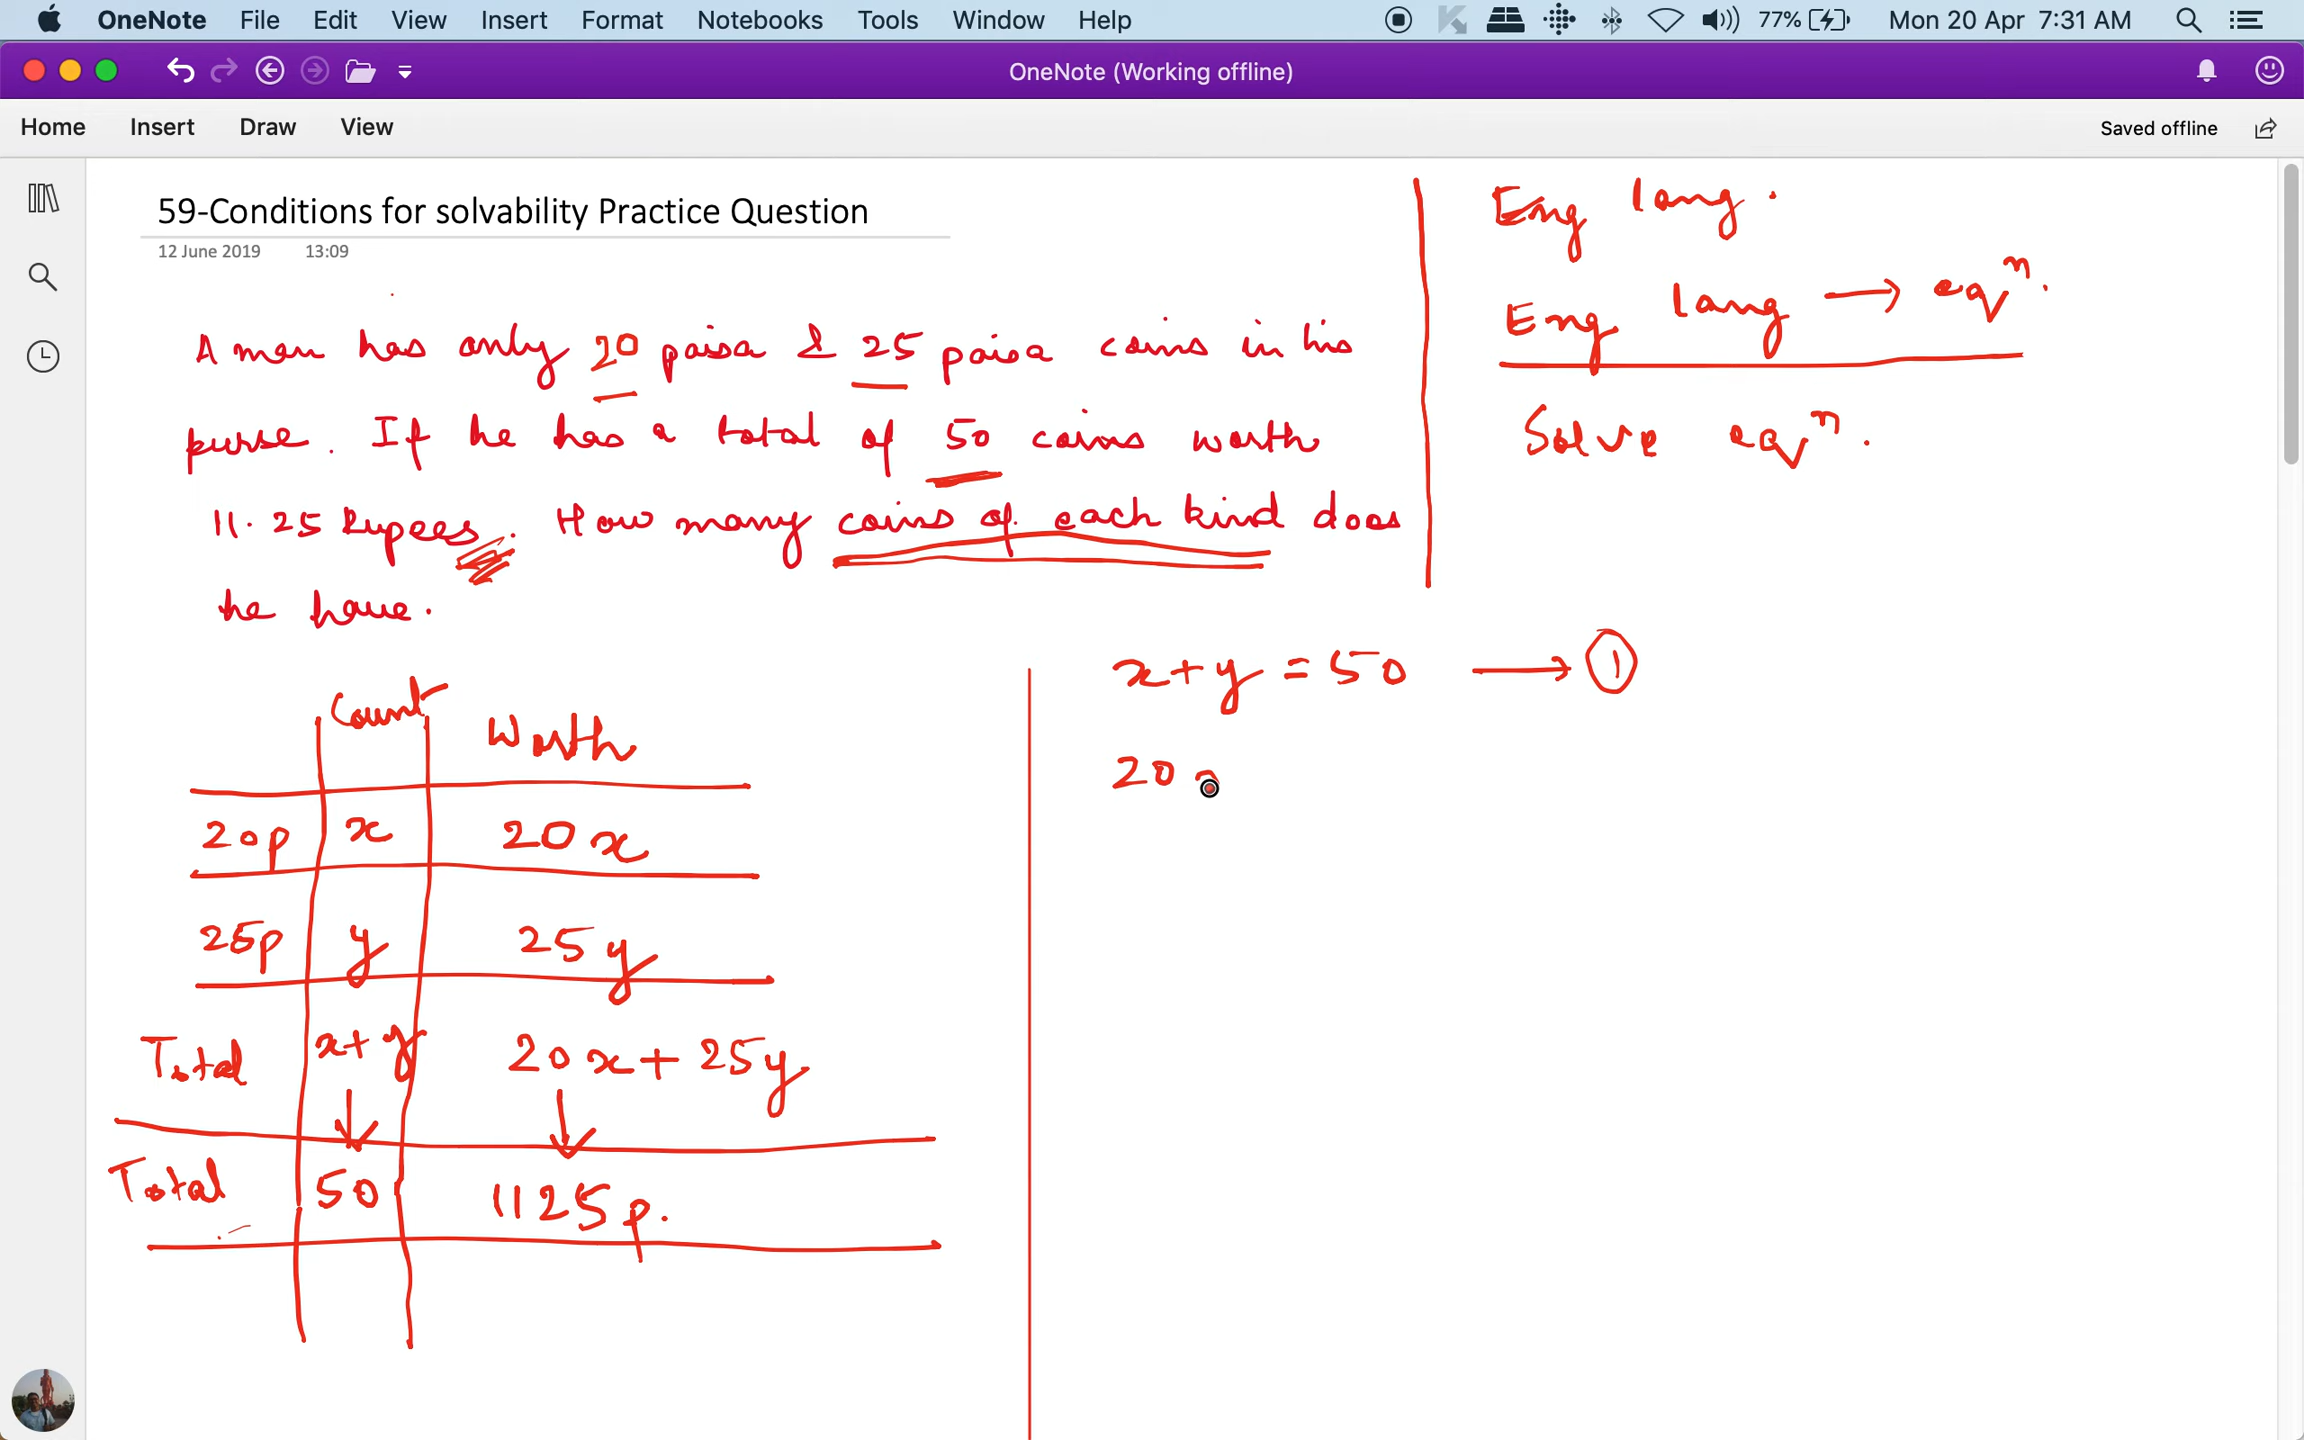 OneNote File Edit View Insert Format Notebooks Tools Window Help 77% Mon 20 Apr 7:31 AM
OneNote (Working offline)
Home Insert Draw View Saved offline
59-Conditions for solvability Practice Question
12 June 2019 13:09
A man has only 20 paisa & 25 paisa coins in his
purse. If he has a total of 50 coins worth
11.25 Rupees. How many coins of each kind does
he have.
Eng lang.
Eng lang → eqⁿ.
Solve eqⁿ.
Count Worth
20p x 20x
25p y 25y
Total x+y 20x+25y
Total 50 1125p.
x+y=50 → ①
20